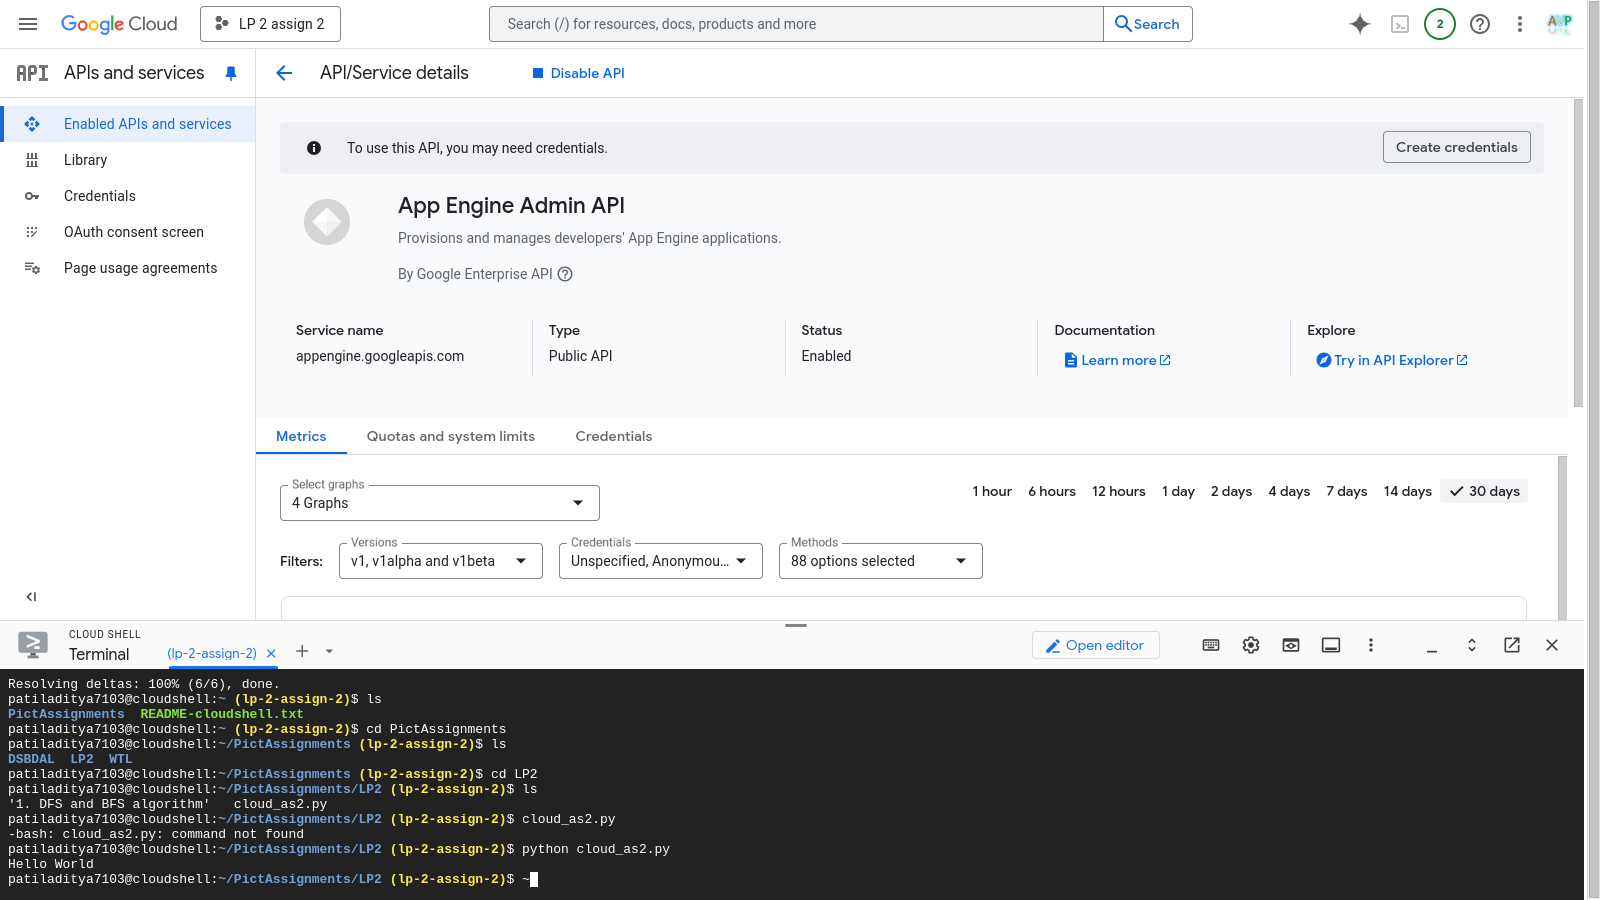 Google Cloud
LP 2 assign 2
Search (/) for resources, docs, products and more
Search
2
API
APIs and services
API/Service details
Disable API
Enabled APIs and services
Library
Credentials
OAuth consent screen
Page usage agreements
To use this API, you may need credentials.
Create credentials
App Engine Admin API
Provisions and manages developers' App Engine applications.
By Google Enterprise API
Service name
appengine.googleapis.com
Type
Public API
Status
Enabled
Documentation
Learn more
Explore
Try in API Explorer
Metrics
Quotas and system limits
Credentials
Select graphs
4 Graphs
1 hour
6 hours
12 hours
1 day
2 days
4 days
7 days
14 days
30 days
Filters:
Versions
v1, v1alpha and v1beta
Credentials
Unspecified, Anonymou...
Methods
88 options selected
CLOUD SHELL
Terminal
(lp-2-assign-2)
Open editor
Resolving deltas: 100% (6/6), done.
patiladitya7103@cloudshell:~ (lp-2-assign-2)$ ls
PictAssignments  README-cloudshell.txt
patiladitya7103@cloudshell:~ (lp-2-assign-2)$ cd PictAssignments
patiladitya7103@cloudshell:~/PictAssignments (lp-2-assign-2)$ ls
DSBDAL  LP2  WTL
patiladitya7103@cloudshell:~/PictAssignments (lp-2-assign-2)$ cd LP2
patiladitya7103@cloudshell:~/PictAssignments/LP2 (lp-2-assign-2)$ ls
'1. DFS and BFS algorithm'   cloud_as2.py
patiladitya7103@cloudshell:~/PictAssignments/LP2 (lp-2-assign-2)$ cloud_as2.py
-bash: cloud_as2.py: command not found
patiladitya7103@cloudshell:~/PictAssignments/LP2 (lp-2-assign-2)$ python cloud_as2.py
Hello World
patiladitya7103@cloudshell:~/PictAssignments/LP2 (lp-2-assign-2)$ ~